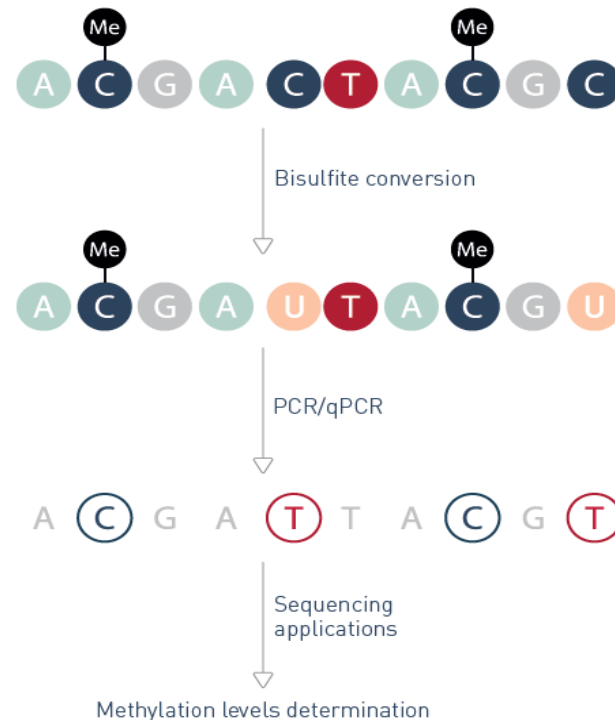 Me Me
A C G A C T A C G C
Bisulfite conversion
Me Me
A C G A U T A C G U
PCR/qPCR
A C G A T T A C G T
Sequencing
applications
Methylation levels determination